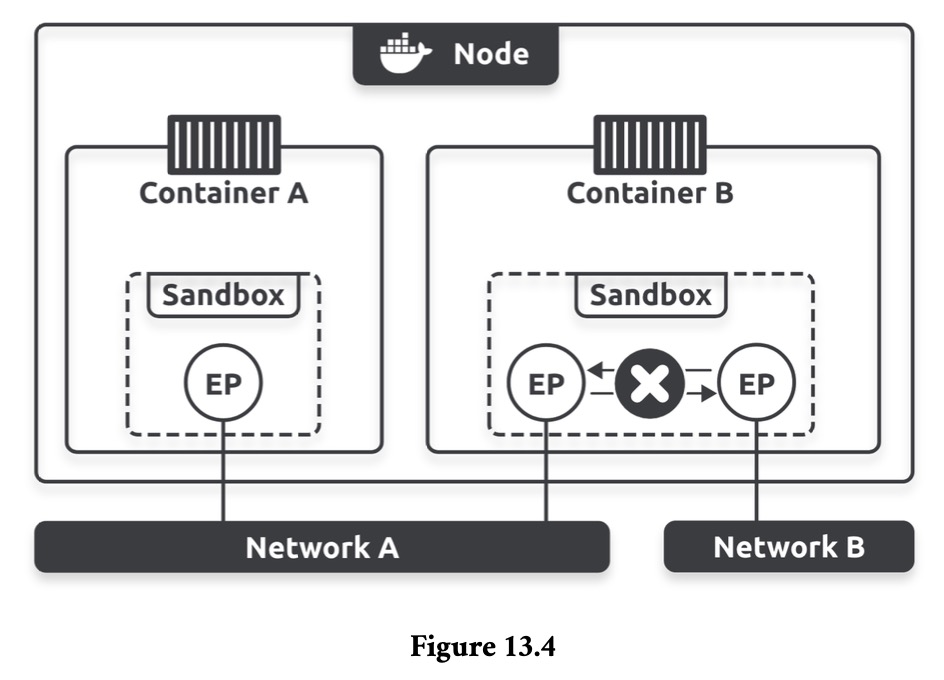 Node
Container A
Container B
Sandbox
Sandbox
EP
EP
EP
Network A
Network B
Figure 13.4